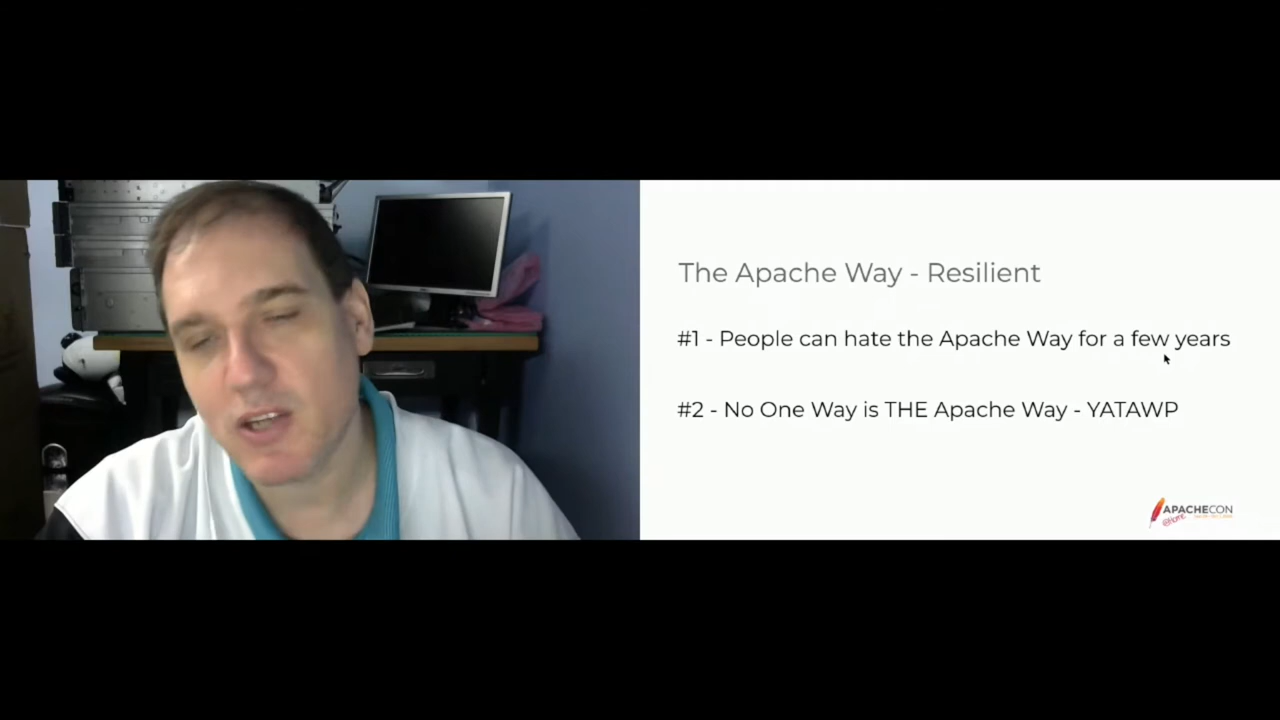 The Apache Way - Resilient
#1 - People can hate the Apache Way for a few years
#2 - No One Way is THE Apache Way - YATAWP
APACHECON
@Home